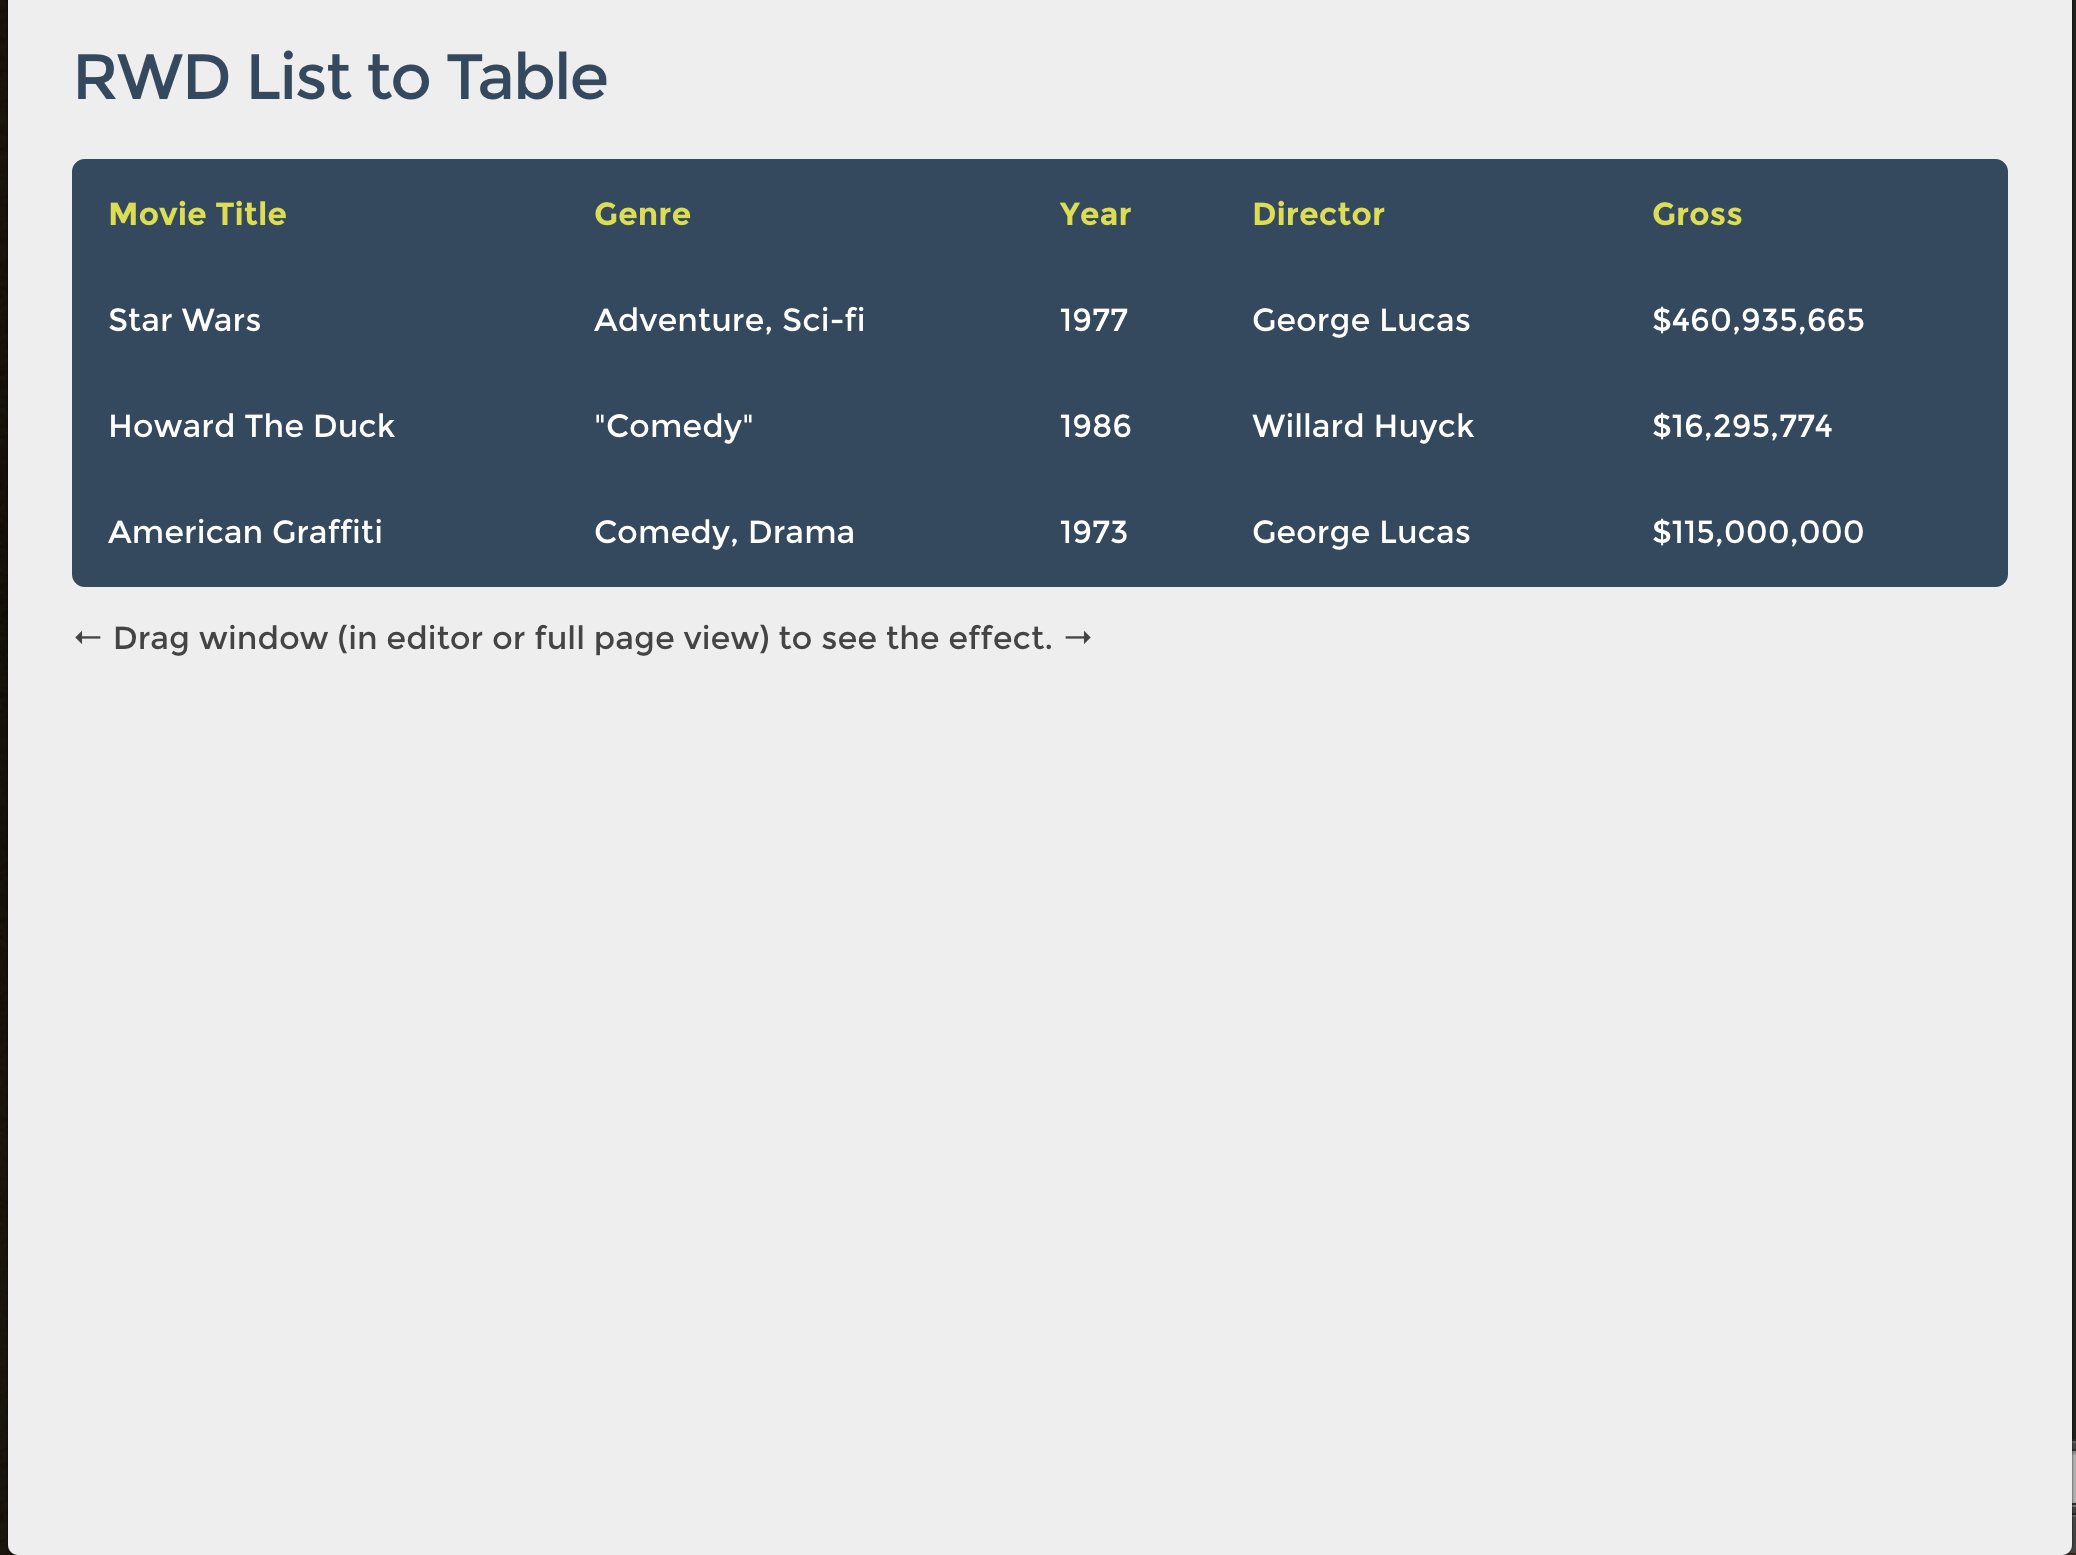 RWD List to Table
Movie Title Genre Year Director Gross
Star Wars Adventure, Sci-fi 1977 George Lucas $460,935,665
Howard The Duck "Comedy" 1986 Willard Huyck $16,295,774
American Graffiti Comedy, Drama 1973 George Lucas $115,000,000
← Drag window (in editor or full page view) to see the effect. →